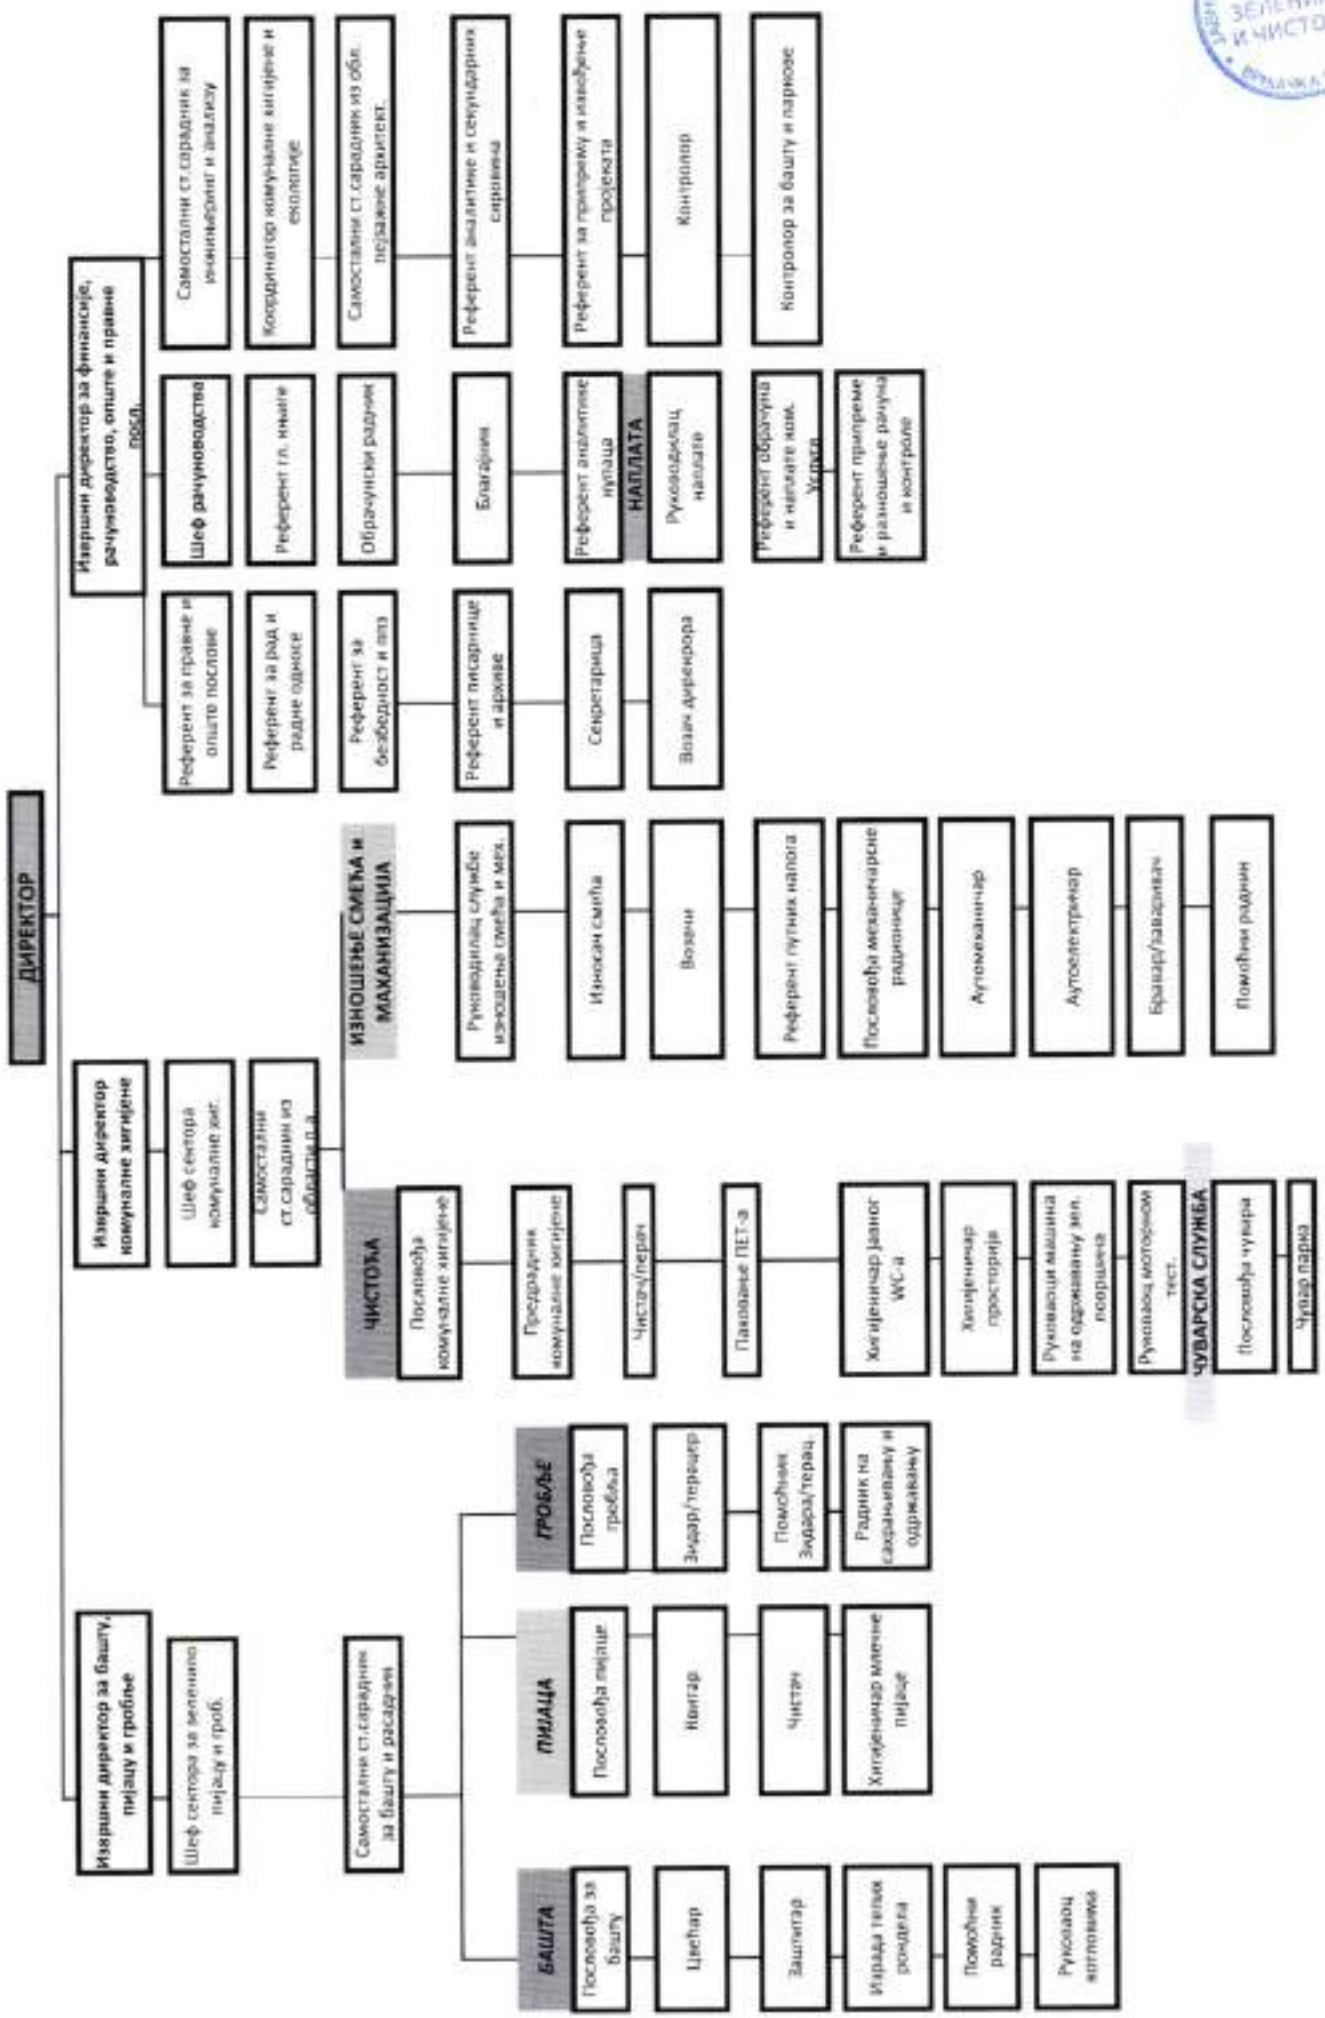 ДИРЕКТОР
Извршни директор за башту,
пијацу и гробље
Шеф сектора за зеленило
пијацу и гроб.
Самостални ст.сарадник
за башту и расадник
БАШТА
Пословођа за
башту
Цвећар
Заштитар
Израда топих
рондела
Помоћни
радник
Руковаоц
котловима
ПИЈАЦА
Пословођа пијаце
Квитар
Чистач
Хигијеничар млечне
пијаце
ГРОБЉЕ
Пословођа
гробља
Зидар/терецер
Помоћник
Зидара/терац.
Радник на
сахрањивању и
одржавању
Извршни директор
комуналне хигијене
Шеф сектора
комуналне хиг.
Самостални
ст.сарадник из
области п.а
ЧИСТОЋА
Пословођа
комуналне хигијене
Предрадник
комуналне хигијене
Чистач/перач
Паковање ПЕТ-а
Хигијеничар јавног
WC-а
Хигијеничар
просторија
Руковаоци машина
на одржавању зел.
површина
Руковаоц моторном
тест.
ЧУВАРСКА СЛУЖБА
Пословођа чувара
Чувар парка
ИЗНОШЕЊЕ СМЕЋА и
МАХАНИЗАЦИЈА
Руководилац службе
изношења смећа и мех.
Износач смећа
Возачи
Референт путних налога
Пословођа механичарске
радионице
Аутомеханичар
Аутоелектричар
Бравар/заваривач
Помоћни радник
Извршни директор за финансије,
рачуноводство, опште и правне
посл.
Референт за правне и
опште послове
Референт за рад и
радне односе
Референт за
безбедност и ппз
Референт писарнице
и архиве
Секретарица
Возач дирекрора
Шеф рачуноводства
Референт гл. књиге
Обрачунски радник
Благајник
Референт аналитике
купаца
НАПЛАТА
Руководилац
наплате
Референт обрачуна
и наплате ком.
Услуга
Референт припреме
и разношење рачуна
и контроле
Самостални ст.сарадник за
инжињеринг и анализу
Координатор комуналне хигијене и
екологије
Самостални ст.сарадник из обл.
пејзажне архитект.
Референт аналитике и секундарних
сировина
Референт за припрему и извођење
пројеката
Контролор
Контролор за башту и паркове